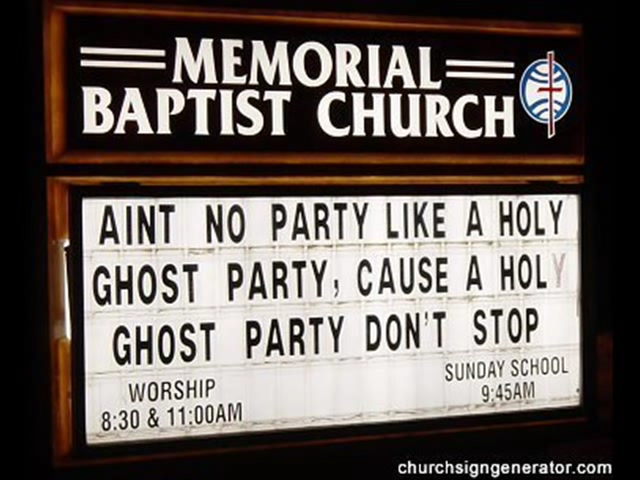 MEMORIAL
BAPTIST CHURCH
AINT NO PARTY LIKE A HOLY
GHOST PARTY, CAUSE A HOLY
GHOST PARTY DON'T STOP
WORSHIP
8:30 & 11:00AM
SUNDAY SCHOOL
9:45AM
churchsigngenerator.com